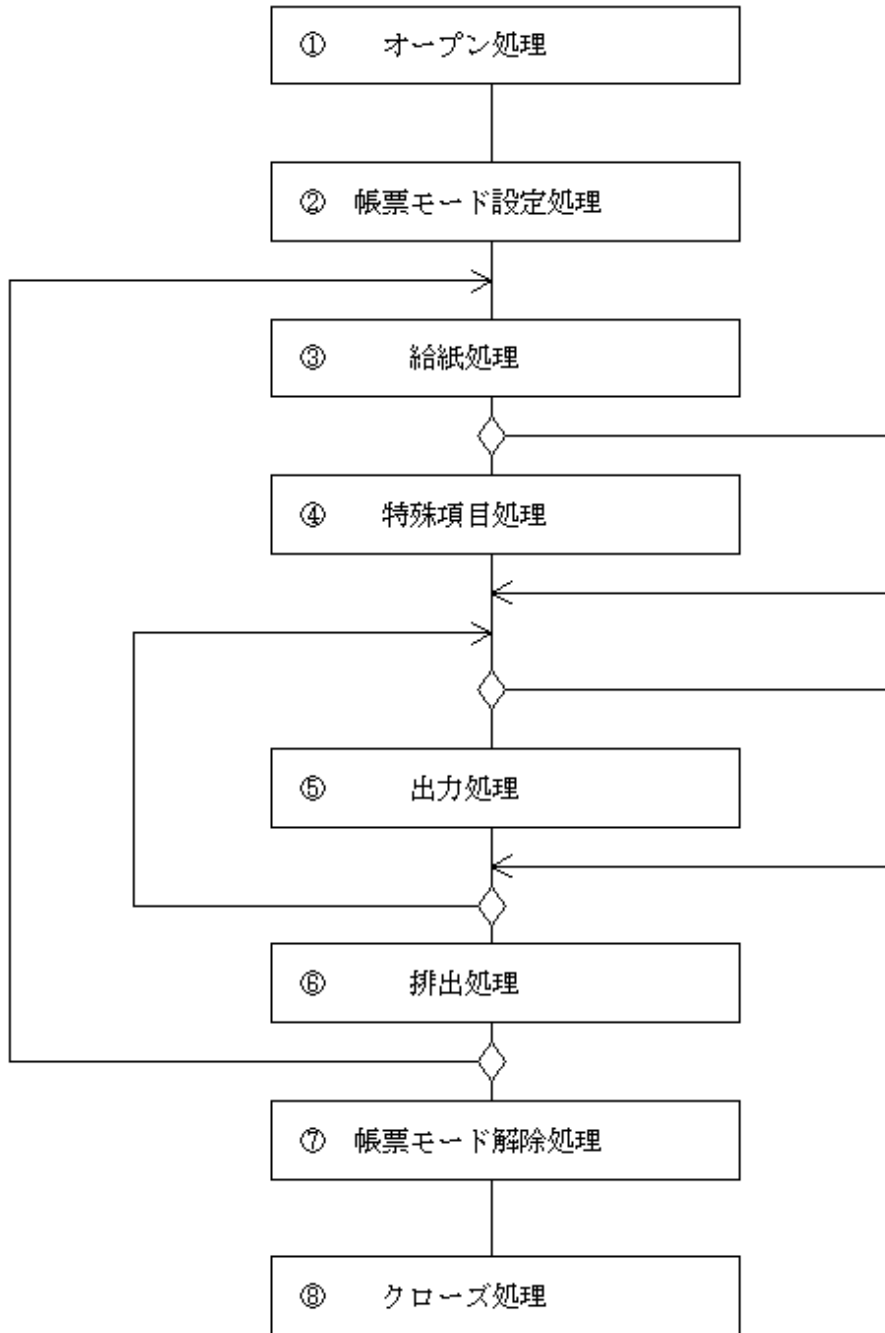 ① オープン処理
② 帳票モード設定処理
③ 給紙処理
④ 特殊項目処理
⑤ 出力処理
⑥ 排出処理
⑦ 帳票モード解除処理
⑧ クローズ処理